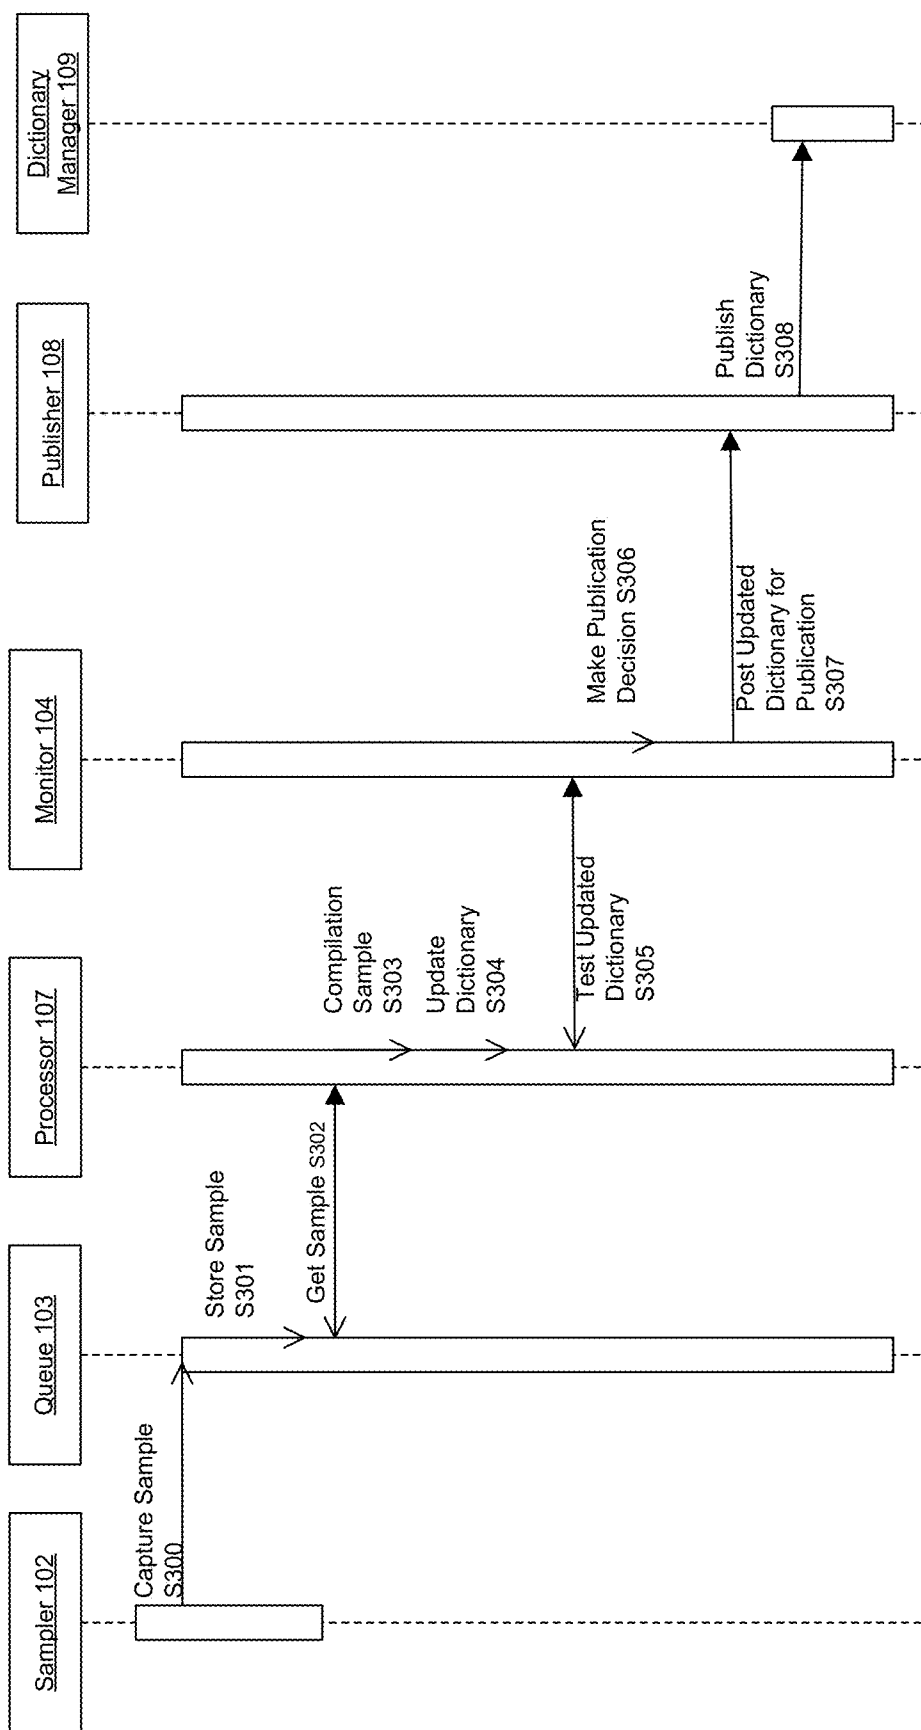 Sampler 102
Queue 103
Processor 107
Monitor 104
Publisher 108
Dictionary
Manager 109
Capture Sample
S300
Store Sample
S301
Get Sample S302
Compilation
Sample
S303
Update
Dictionary
S304
Test Updated
Dictionary
S305
Make Publication
Decision S306
Post Updated
Dictionary for
Publication
S307
Publish
Dictionary
S308